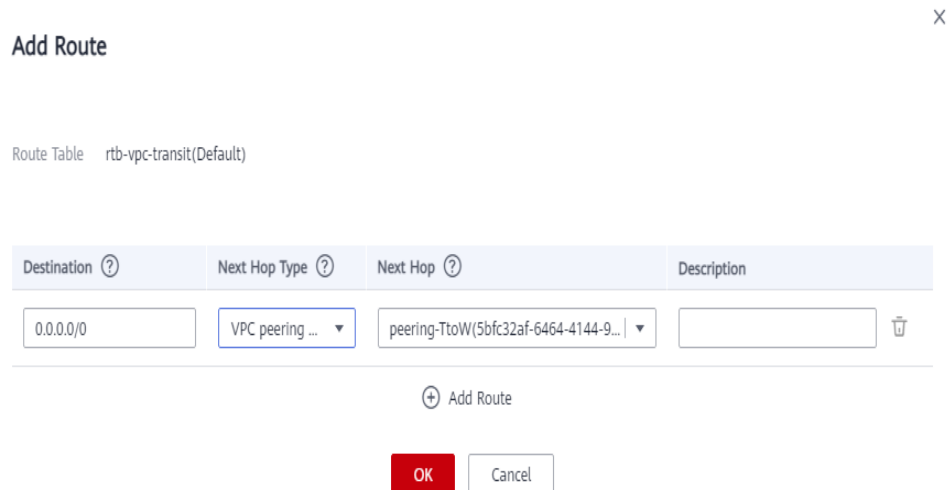 X
Add Route
Route Table rtb-vpc-transit(Default)
Destination ? Next Hop Type ? Next Hop ? Description
0.0.0.0/0 VPC peering ... peering-TtoW(5bfc32af-6464-4144-9...
Add Route
OK Cancel